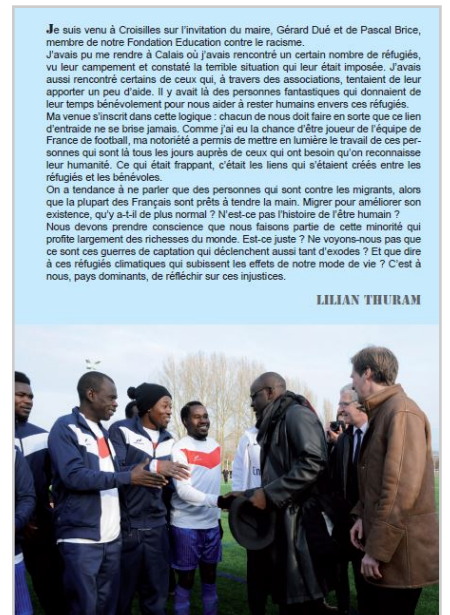 Je suis venu à Croisilles sur l'invitation du maire, Gérard Dué et de Pascal Brice,
membre de notre Fondation Education contre le racisme.
J'avais pu me rendre à Calais où j'avais rencontré un certain nombre de réfugiés,
vu leur campement et constaté la terrible situation qui leur était imposée. J'avais
aussi rencontré certains de ceux qui, à travers des associations, tentaient de leur
apporter un peu d'aide. Il y avait là des personnes fantastiques qui donnaient de
leur temps bénévolement pour nous aider à rester humains envers ces réfugiés.
Ma venue s'inscrit dans cette logique : chacun de nous doit faire en sorte que ce lien
d'entraide ne se brise jamais. Comme j'ai eu la chance d'être joueur de l'équipe de
France de football, ma notoriété a permis de mettre en lumière le travail de ces per-
sonnes qui sont là tous les jours auprès de ceux qui ont besoin qu'on reconnaisse
leur humanité. Ce qui était frappant, c'était les liens qui s'étaient créés entre les
réfugiés et les bénévoles.
On a tendance à ne parler que des personnes qui sont contre les migrants, alors
que la plupart des Français sont prêts à tendre la main. Migrer pour améliorer son
existence, qu'y a-t-il de plus normal ? N'est-ce pas l'histoire de l'être humain ?
Nous devons prendre conscience que nous faisons partie de cette minorité qui
profite largement des richesses du monde. Est-ce juste ? Ne voyons-nous pas que
ce sont ces guerres de captation qui déclenchent aussi tant d'exodes ? Et que dire
à ces réfugiés climatiques qui subissent les effets de notre mode de vie ? C'est à
nous, pays dominants, de réfléchir sur ces injustices.
LILIAN THURAM